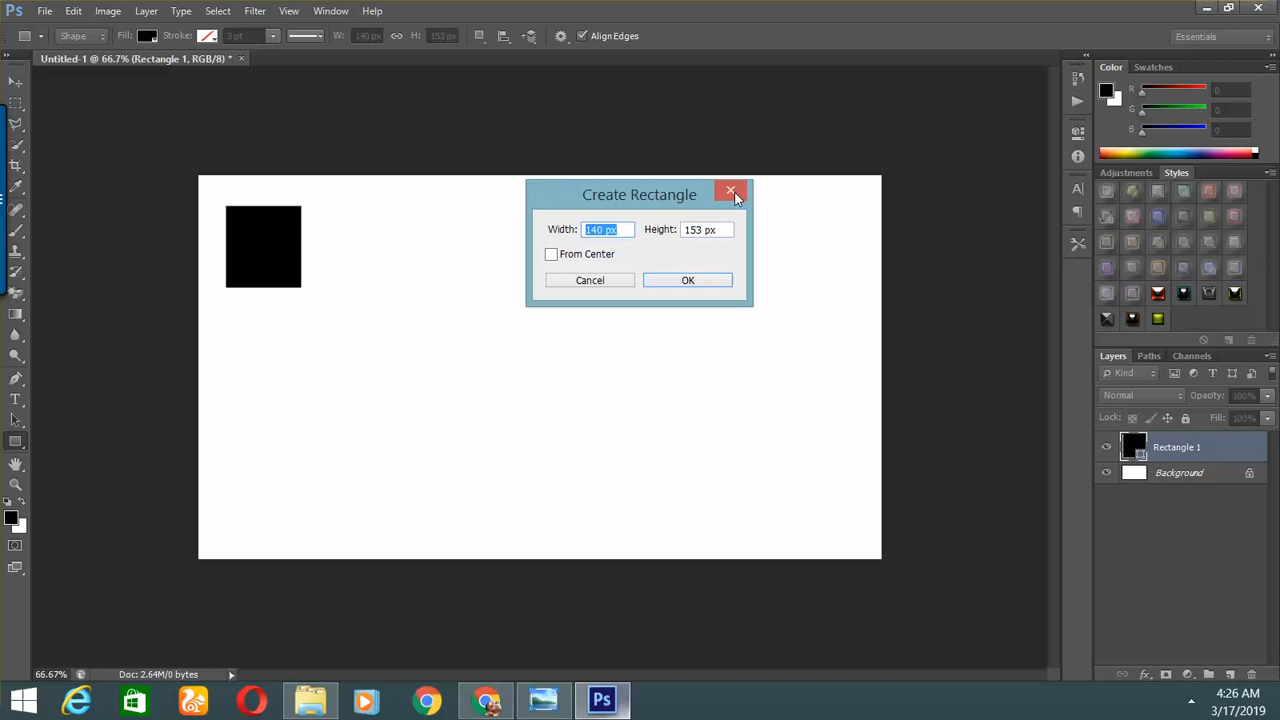 Ps File Edit Image Layer Type Select Filter View Window Help
Shape Fill: Stroke: 3 pt W: 140 px H: 153 px Align Edges Essentials
Untitled-1 @ 66.7% (Rectangle 1, RGB/8) * ×
Color Swatches
R 0
G 0
B 0
Adjustments Styles
Create Rectangle
Width: 140 px Height: 153 px
From Center
Cancel OK
Layers Paths Channels
Kind
Normal Opacity: 100%
Lock: Fill: 100%
Rectangle 1
Background
66.67% Doc: 2.64M/0 bytes
Ps
4:26 AM
3/17/2019